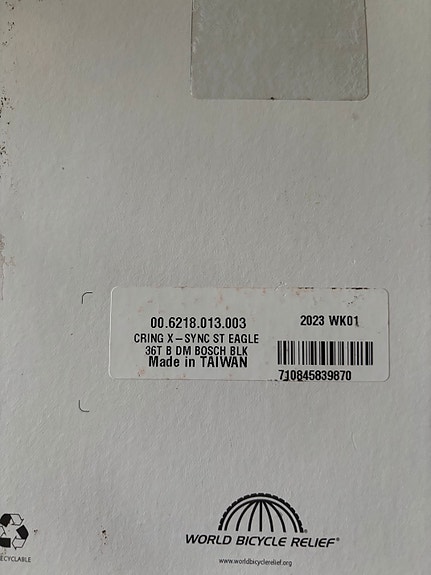 00.6218.013.003
2023 WK01
CRING X-SYNC ST EAGLE
36T B DM BOSCH BLK
Made in TAIWAN
710845839870
WORLD BICYCLE RELIEF®
www.worldbicyclerelief.org
ECYCLABLE